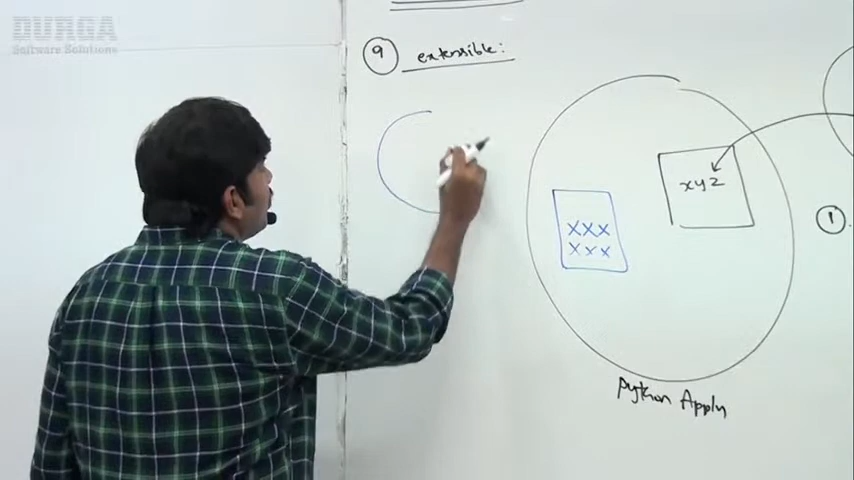 DURGA
Software Solutions
9 extensible:
xyz
XXX
XXX
1.
Python Apply